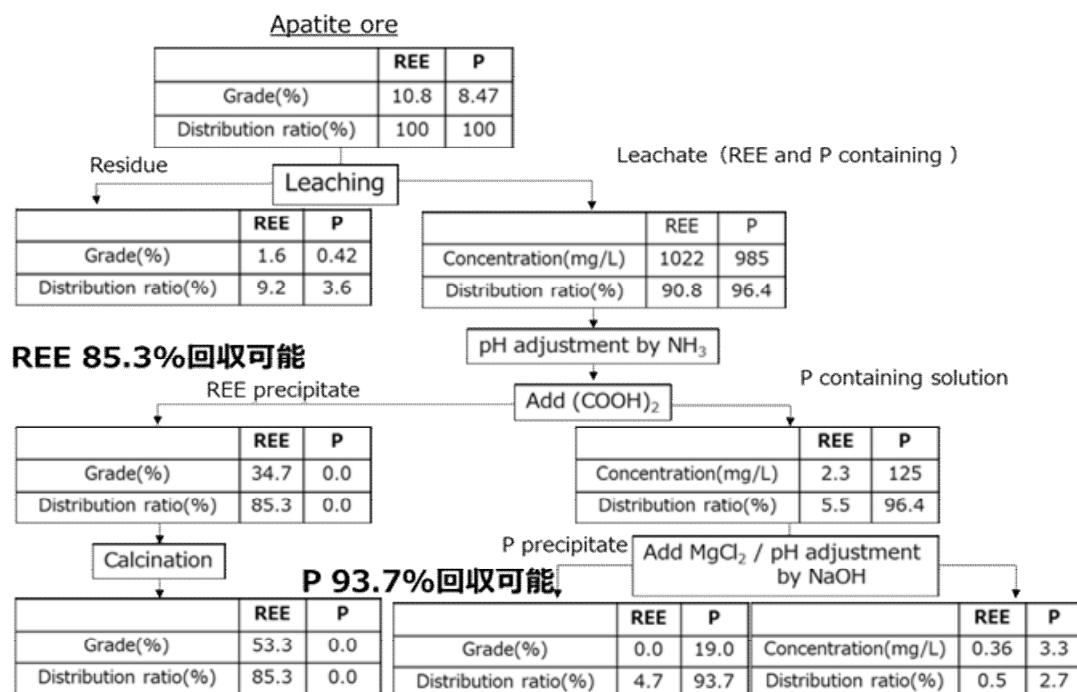 Apatite ore
REE P
Grade(%) 10.8 8.47
Distribution ratio(%) 100 100
Residue
Leaching
Leachate（REE and P containing ）
REE P
Grade(%) 1.6 0.42
Distribution ratio(%) 9.2 3.6
REE P
Concentration(mg/L) 1022 985
Distribution ratio(%) 90.8 96.4
pH adjustment by NH₃
REE 85.3%回収可能
REE precipitate
Add (COOH)₂
P containing solution
REE P
Grade(%) 34.7 0.0
Distribution ratio(%) 85.3 0.0
REE P
Concentration(mg/L) 2.3 125
Distribution ratio(%) 5.5 96.4
Calcination
P precipitate
Add MgCl₂ / pH adjustment
by NaOH
P 93.7%回収可能
REE P
Grade(%) 53.3 0.0
Distribution ratio(%) 85.3 0.0
REE P
Grade(%) 0.0 19.0
Distribution ratio(%) 4.7 93.7
REE P
Concentration(mg/L) 0.36 3.3
Distribution ratio(%) 0.5 2.7